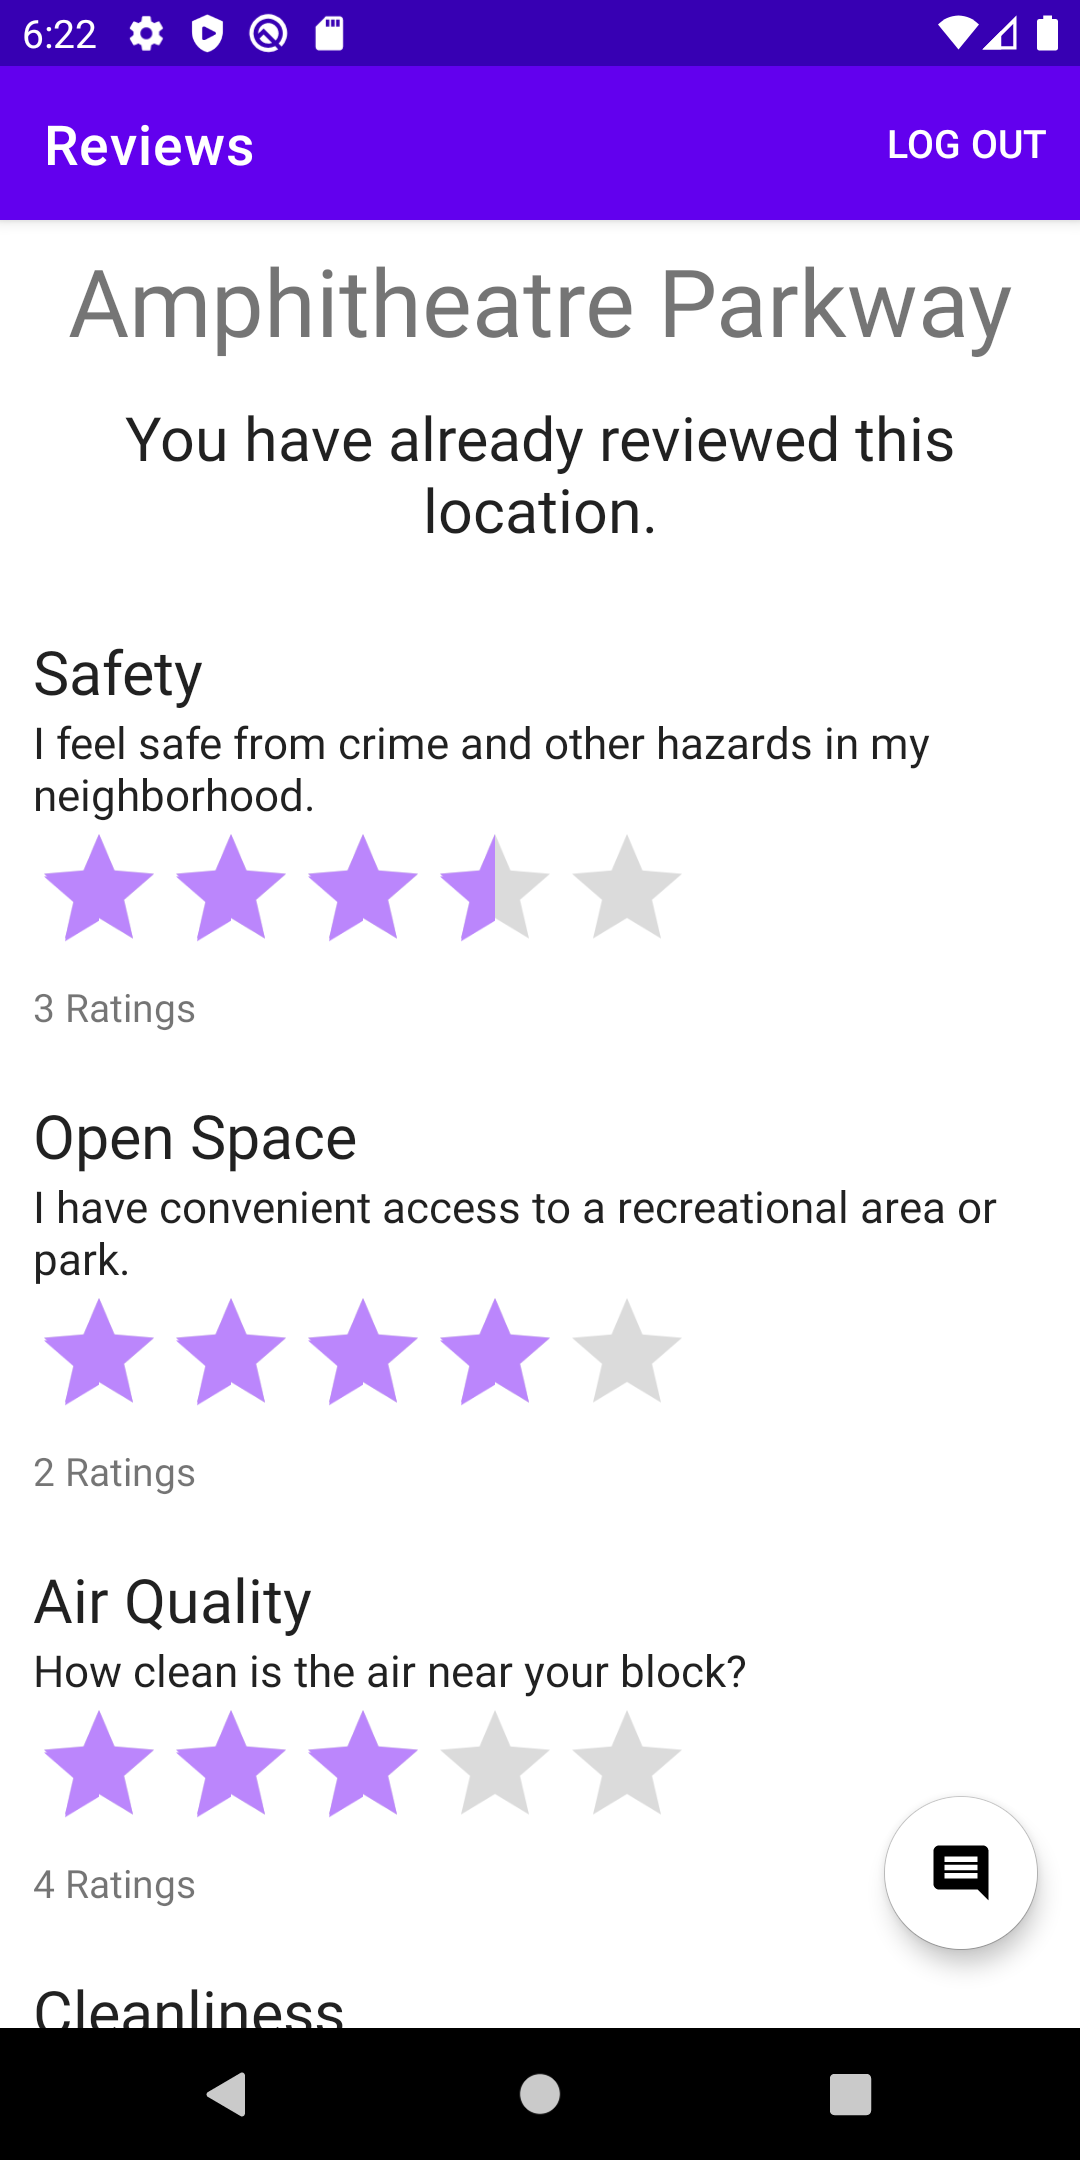 6:22
Reviews
LOG OUT
Amphitheatre Parkway
You have already reviewed this
location.
Safety
I feel safe from crime and other hazards in my
neighborhood.
3 Ratings
Open Space
I have convenient access to a recreational area or
park.
2 Ratings
Air Quality
How clean is the air near your block?
4 Ratings
Cleanliness